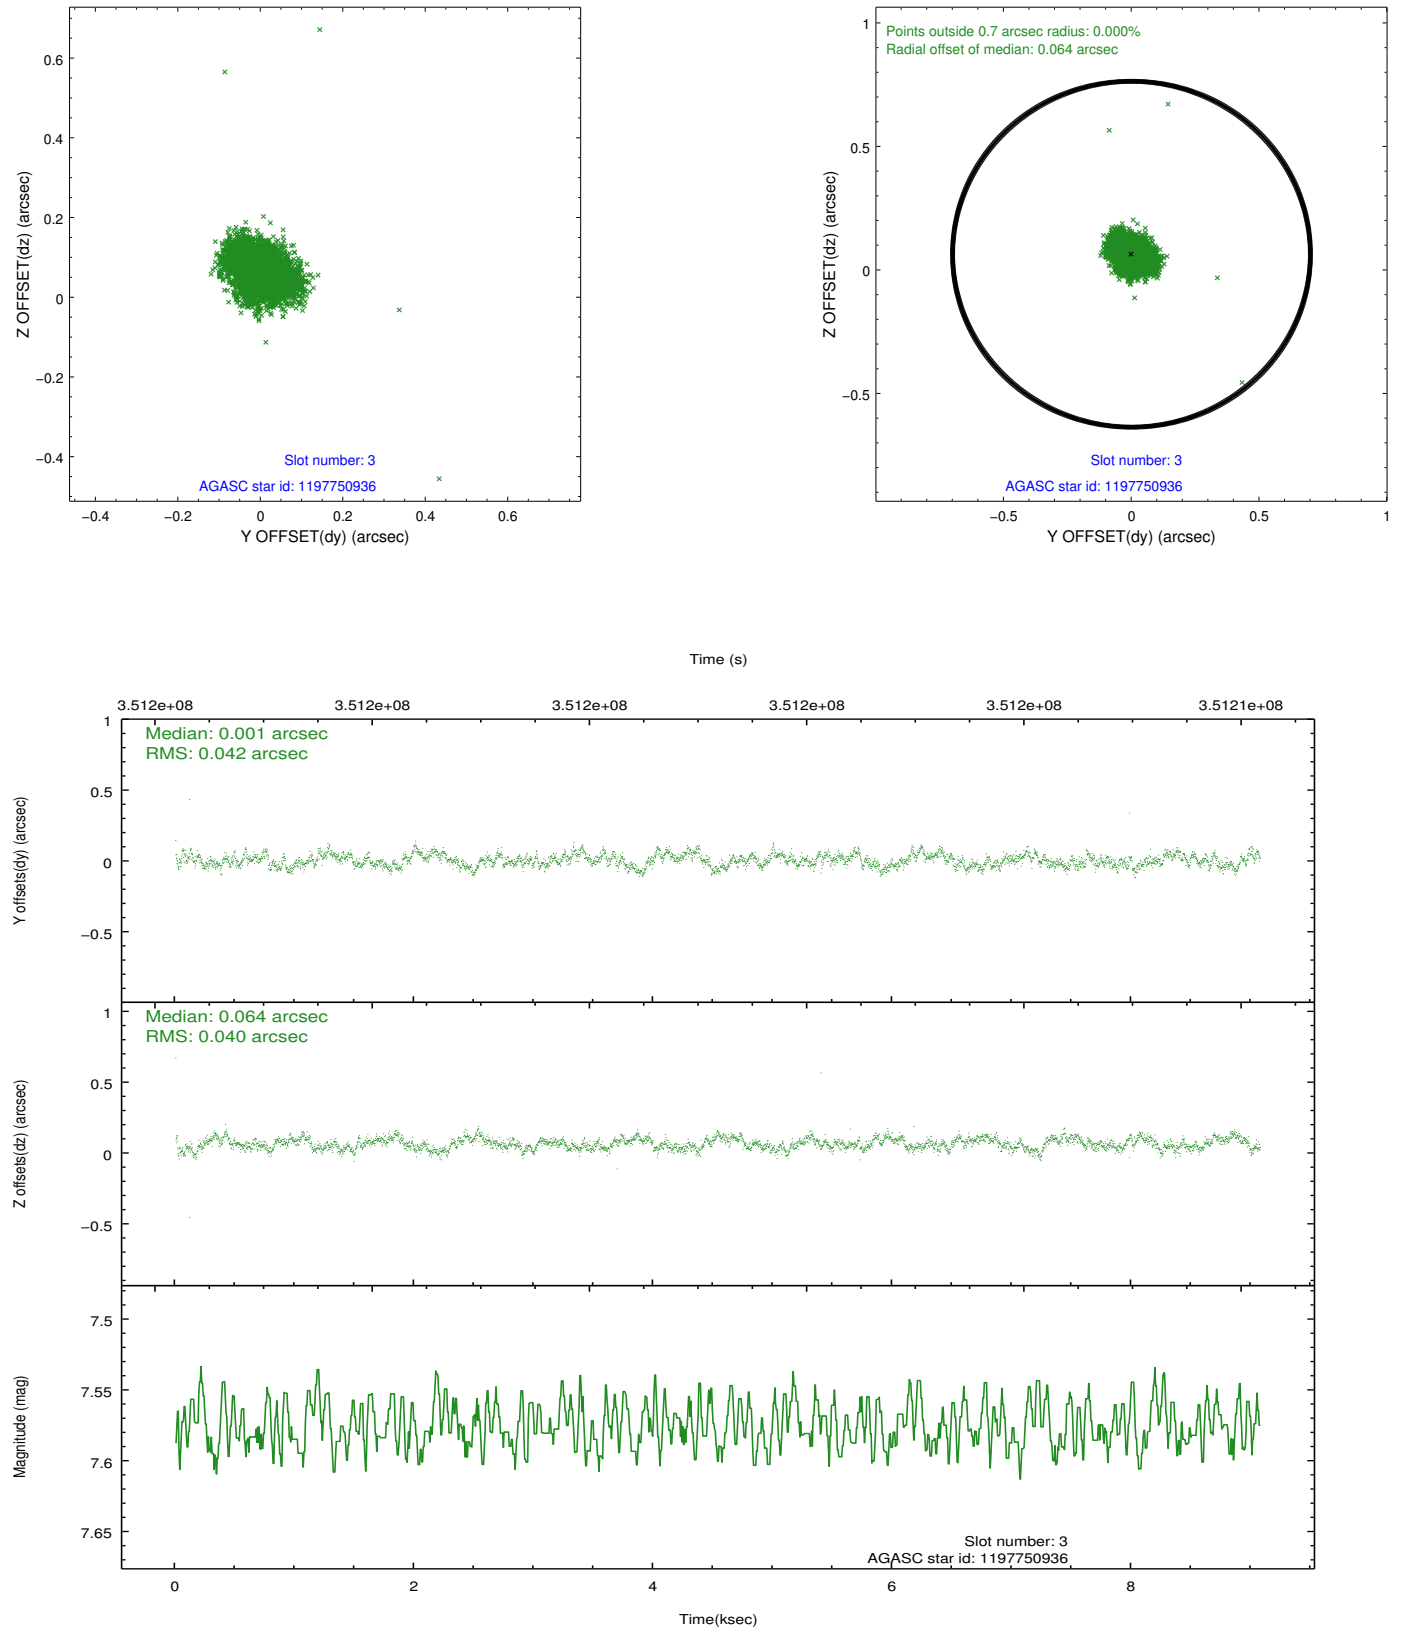 0.6
0.4
0.2
0
−0.2
−0.4
−0.4
−0.2
0
0.2
0.4
0.6
Z OFFSET(dz) (arcsec)
Y OFFSET(dy) (arcsec)
Slot number: 3
AGASC star id: 1197750936
Points outside 0.7 arcsec radius: 0.000%
Radial offset of median: 0.064 arcsec
1
0.5
0
−0.5
−0.5
0
0.5
1
Z OFFSET(dz) (arcsec)
Y OFFSET(dy) (arcsec)
Slot number: 3
AGASC star id: 1197750936
Time (s)
3.512e+08
3.512e+08
3.512e+08
3.512e+08
3.512e+08
3.5121e+08
Median: 0.001 arcsec
RMS: 0.042 arcsec
1
0.5
0
−0.5
Y offsets(dy) (arcsec)
Median: 0.064 arcsec
RMS: 0.040 arcsec
1
0.5
0
−0.5
Z offsets(dz) (arcsec)
7.5
7.55
7.6
7.65
Magnitude (mag)
Slot number: 3
AGASC star id: 1197750936
0
2
4
6
8
Time(ksec)